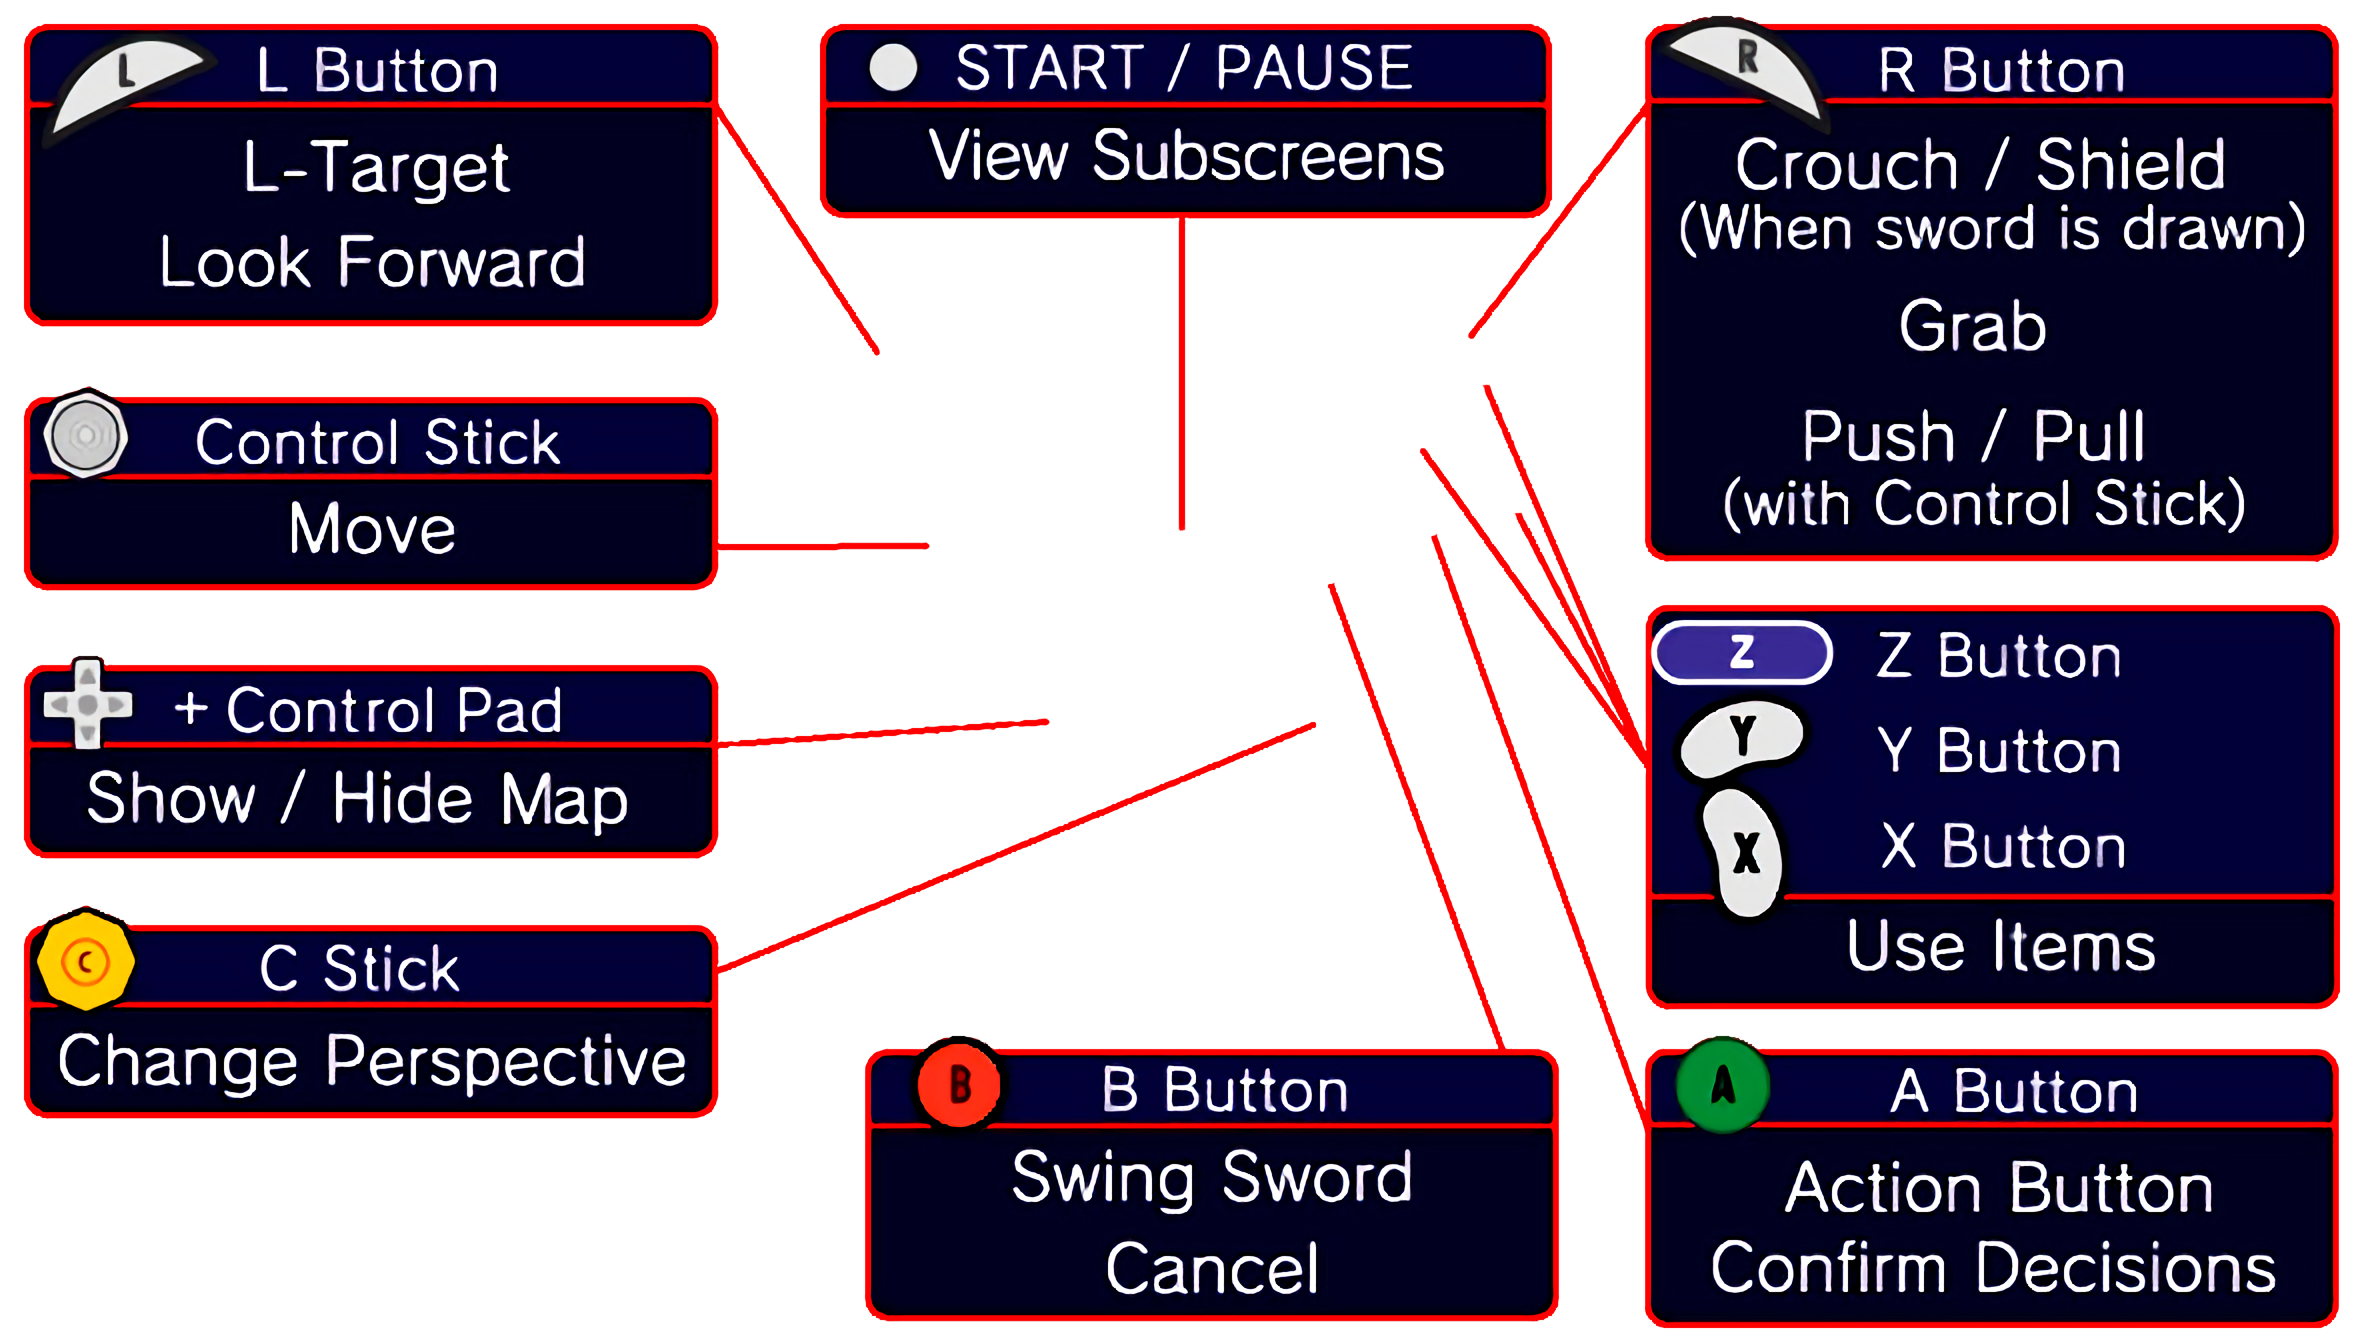 L
L Button
L-Target
Look Forward
START / PAUSE
View Subscreens
R
R Button
Crouch / Shield
(When sword is drawn)
Grab
Push / Pull
(with Control Stick)
Control Stick
Move
+ Control Pad
Show / Hide Map
C
C Stick
Change Perspective
Z
Z Button
Y
Y Button
X
X Button
Use Items
B
B Button
Swing Sword
Cancel
A
A Button
Action Button
Confirm Decisions